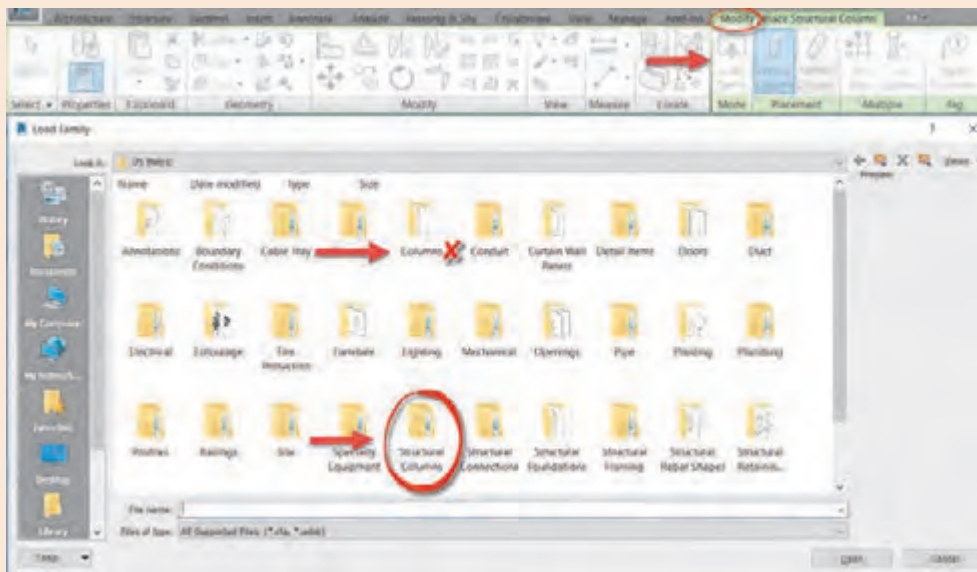 Architecture Structure Systems Insert Annotate Analyze Massing & Site Collaborate View Manage Add-Ins Modify Place Structural Column
Select Properties Clipboard Geometry Modify View Measure Create Mode Placement Multiple Tag
Load Family
Look in: US Metric Views
Name Date modified Type Size Preview
History
Annotations Boundary Conditions Cable Tray Columns Conduit Curtain Wall Panels Detail Items Doors Duct
Documents
My Computer
Electrical Entourage Fire Protection Furniture Lighting Mechanical Openings Pipe Planting Plumbing
My Network...
Favorites
Profiles Railings Site Specialty Equipment Structural Columns Structural Connections Structural Foundations Structural Framing Structural Rebar Shapes Structural Retainin...
Desktop
Library
File name:
Files of type: All Supported Files (*.rfa, *.adsk)
Tools Open Cancel